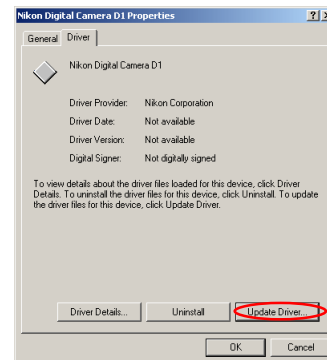 Nikon Digital Camera D1 Properties
General Driver
Nikon Digital Camera D1
Driver Provider: Nikon Corporation
Driver Date: Not available
Driver Version: Not available
Digital Signer: Not digitally signed
To view details about the driver files loaded for this device, click Driver
Details. To uninstall the driver files for this device, click Uninstall. To update
the driver files for this device, click Update Driver.
Driver Details... Uninstall Update Driver...
OK Cancel